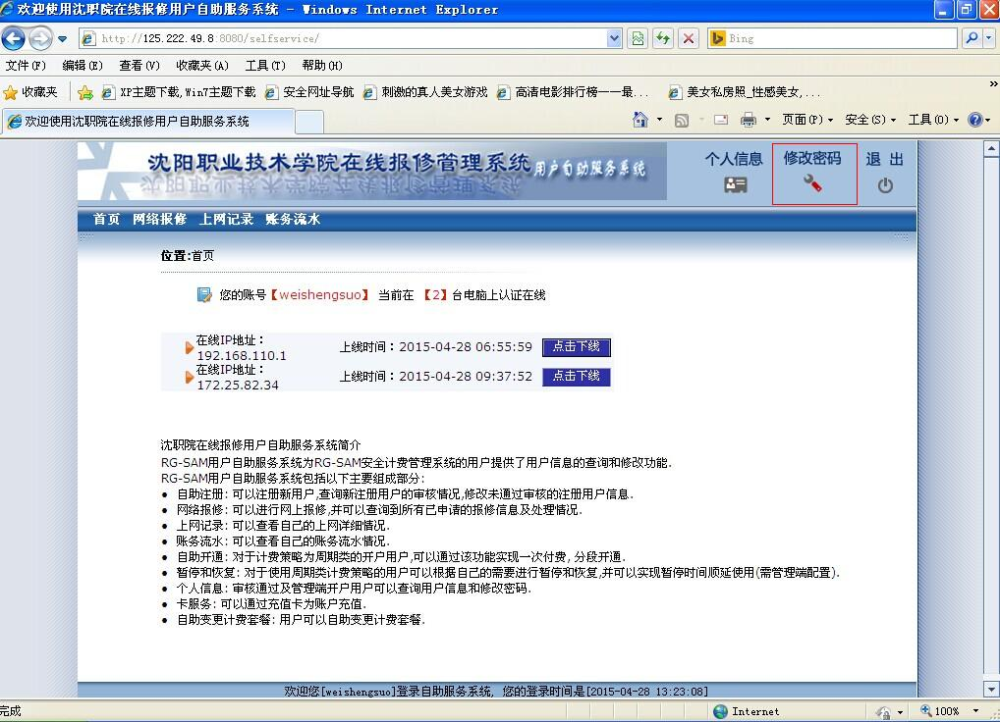 欢迎使用沈职院在线报修用户自助服务系统 - Windows Internet Explorer
http://125.222.49.8:8080/selfservice/
Bing
文件(F) 编辑(E) 查看(V) 收藏夹(A) 工具(T) 帮助(H)
收藏夹 XP主题下载,Win7主题下载 安全网址导航 刺激的真人美女游戏 高清电影排行榜一一最... 美女私房照_性感美女,... »
欢迎使用沈职院在线报修用户自助服务系统 页面(P) 安全(S) 工具(O)
沈阳职业技术学院在线报修管理系统 用户自助服务系统
个人信息 修改密码 退 出
首页 网络报修 上网记录 账务流水
位置:首页
您的账号【weishengsuo】 当前在 【2】台电脑上认证在线
在线IP地址：
192.168.110.1 上线时间：2015-04-28 06:55:59 点击下线
在线IP地址：
172.25.82.34 上线时间：2015-04-28 09:37:52 点击下线
沈职院在线报修用户自助服务系统简介
RG-SAM用户自助服务系统为RG-SAM安全计费管理系统的用户提供了用户信息的查询和修改功能.
RG-SAM用户自助服务系统包括以下主要组成部分:
• 自助注册: 可以注册新用户,查询新注册用户的审核情况,修改未通过审核的注册用户信息.
• 网络报修: 可以进行网上报修,并可以查询到所有已申请的报修信息及处理情况.
• 上网记录: 可以查看自己的上网详细情况.
• 账务流水: 可以查看自己的账务流水情况.
• 自助开通: 对于计费策略为周期类的开户用户,可以通过该功能实现一次付费, 分段开通.
• 暂停和恢复: 对于使用周期类计费策略的用户可以根据自己的需要进行暂停和恢复,并可以实现暂停时间顺延使用(需管理端配置).
• 个人信息: 审核通过及管理端开户用户可以查询用户信息和修改密码.
• 卡服务: 可以通过充值卡为账户充值.
• 自助变更计费套餐: 用户可以自助变更计费套餐.
欢迎您[weishengsuo]登录自助服务系统, 您的登录时间是[2015-04-28 13:23:08]
完成 Internet 100%